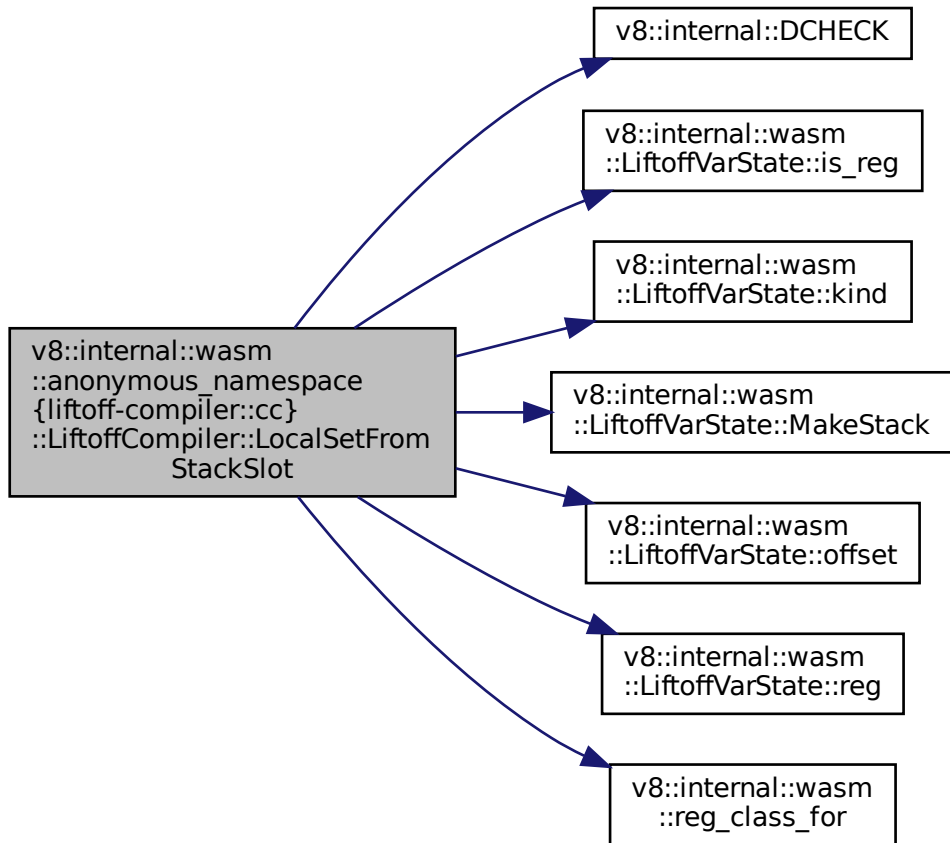 v8::internal::DCHECK
v8::internal::wasm
::LiftoffVarState::is_reg
v8::internal::wasm
::LiftoffVarState::kind
v8::internal::wasm
::anonymous_namespace
{liftoff-compiler::cc}
::LiftoffCompiler::LocalSetFrom
StackSlot
v8::internal::wasm
::LiftoffVarState::MakeStack
v8::internal::wasm
::LiftoffVarState::offset
v8::internal::wasm
::LiftoffVarState::reg
v8::internal::wasm
::reg_class_for